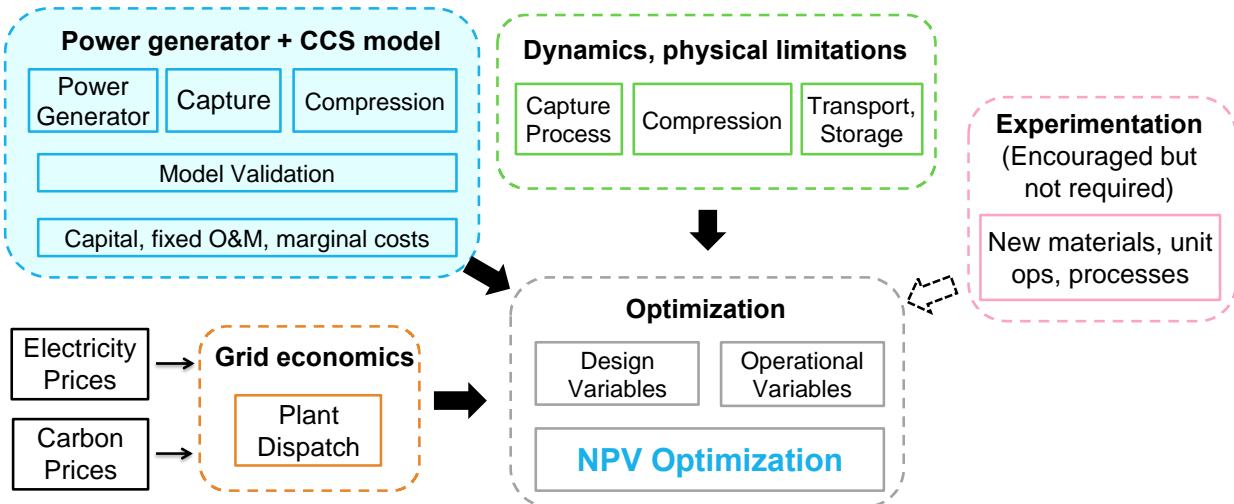 Power generator + CCS model
Power
Generator
Capture
Compression
Model Validation
Capital, fixed O&M, marginal costs
Dynamics, physical limitations
Capture
Process
Compression
Transport,
Storage
Experimentation
(Encouraged but
not required)
New materials, unit
ops, processes
Electricity
Prices
Carbon
Prices
Grid economics
Plant
Dispatch
Optimization
Design
Variables
Operational
Variables
NPV Optimization